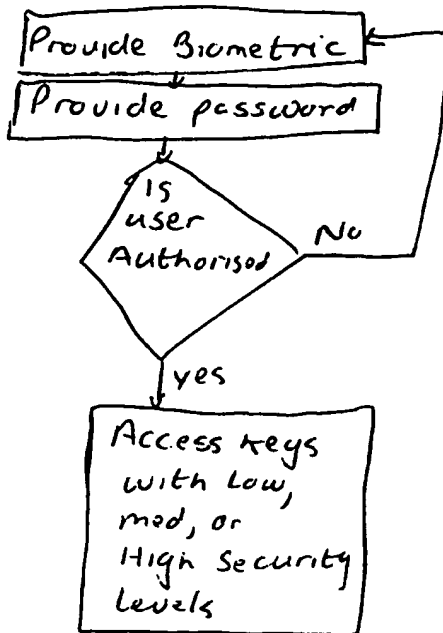 Provide Biometric
Provide password
Is
user
Authorised
No
yes
Access keys
with Low,
med, or
High Security
Levels